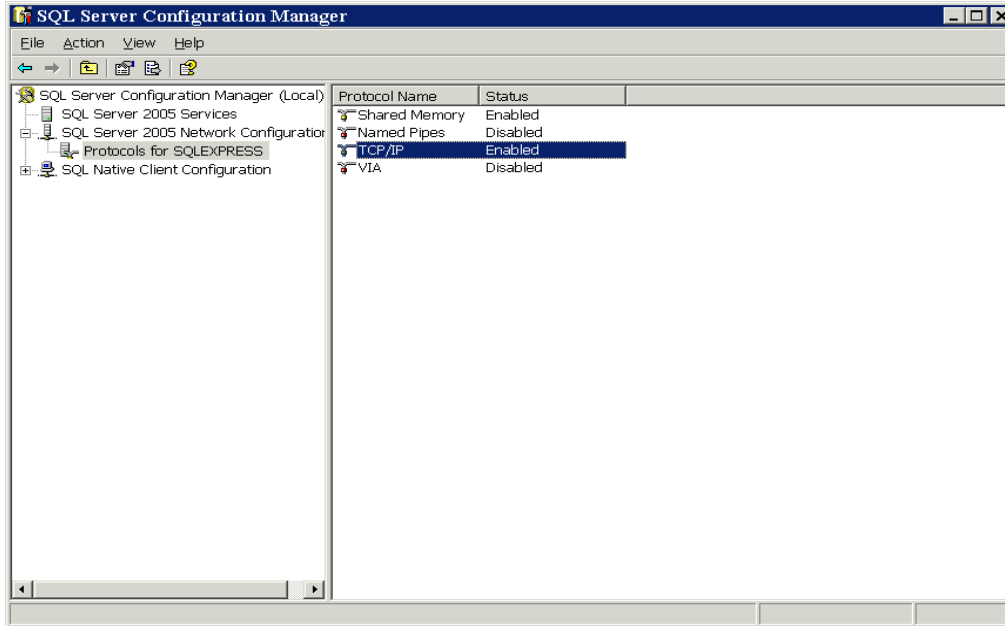 SQL Server Configuration Manager
File Action View Help
SQL Server Configuration Manager (Local)
SQL Server 2005 Services
SQL Server 2005 Network Configuration
Protocols for SQLEXPRESS
SQL Native Client Configuration
Protocol Name Status
Shared Memory Enabled
Named Pipes Disabled
TCP/IP Enabled
VIA Disabled